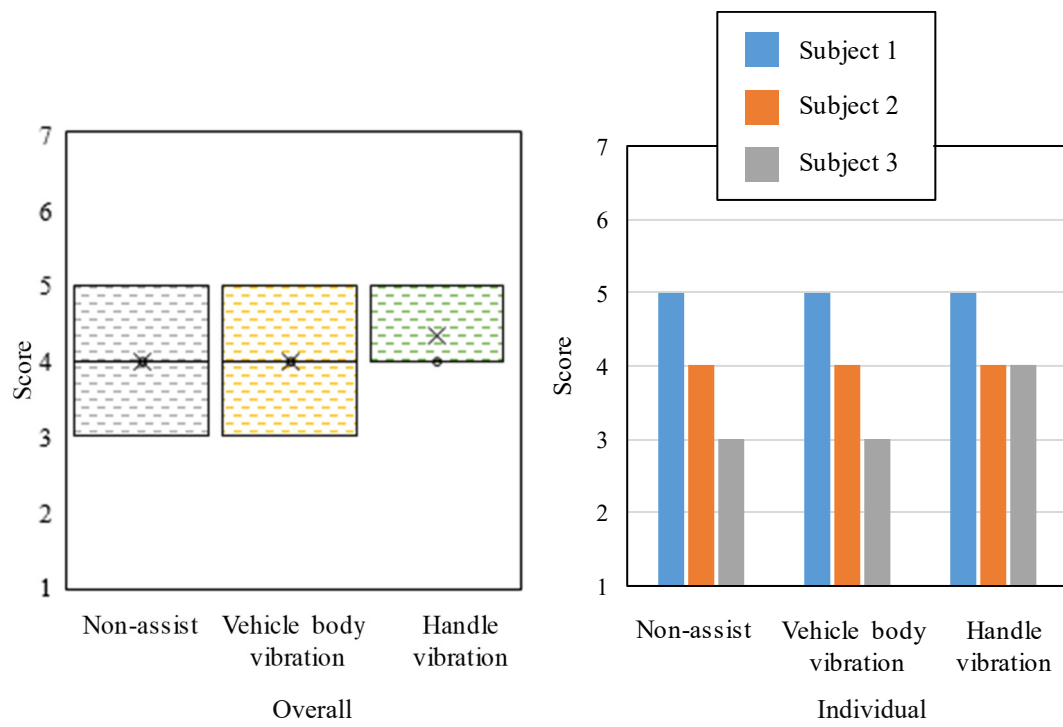 7
6
5
4
3
2
1
Score
Non-assist
Vehicle body
vibration
Handle
vibration
Overall
Subject 1
Subject 2
Subject 3
7
6
5
4
3
2
1
Score
Non-assist
Vehicle body
vibration
Handle
vibration
Individual